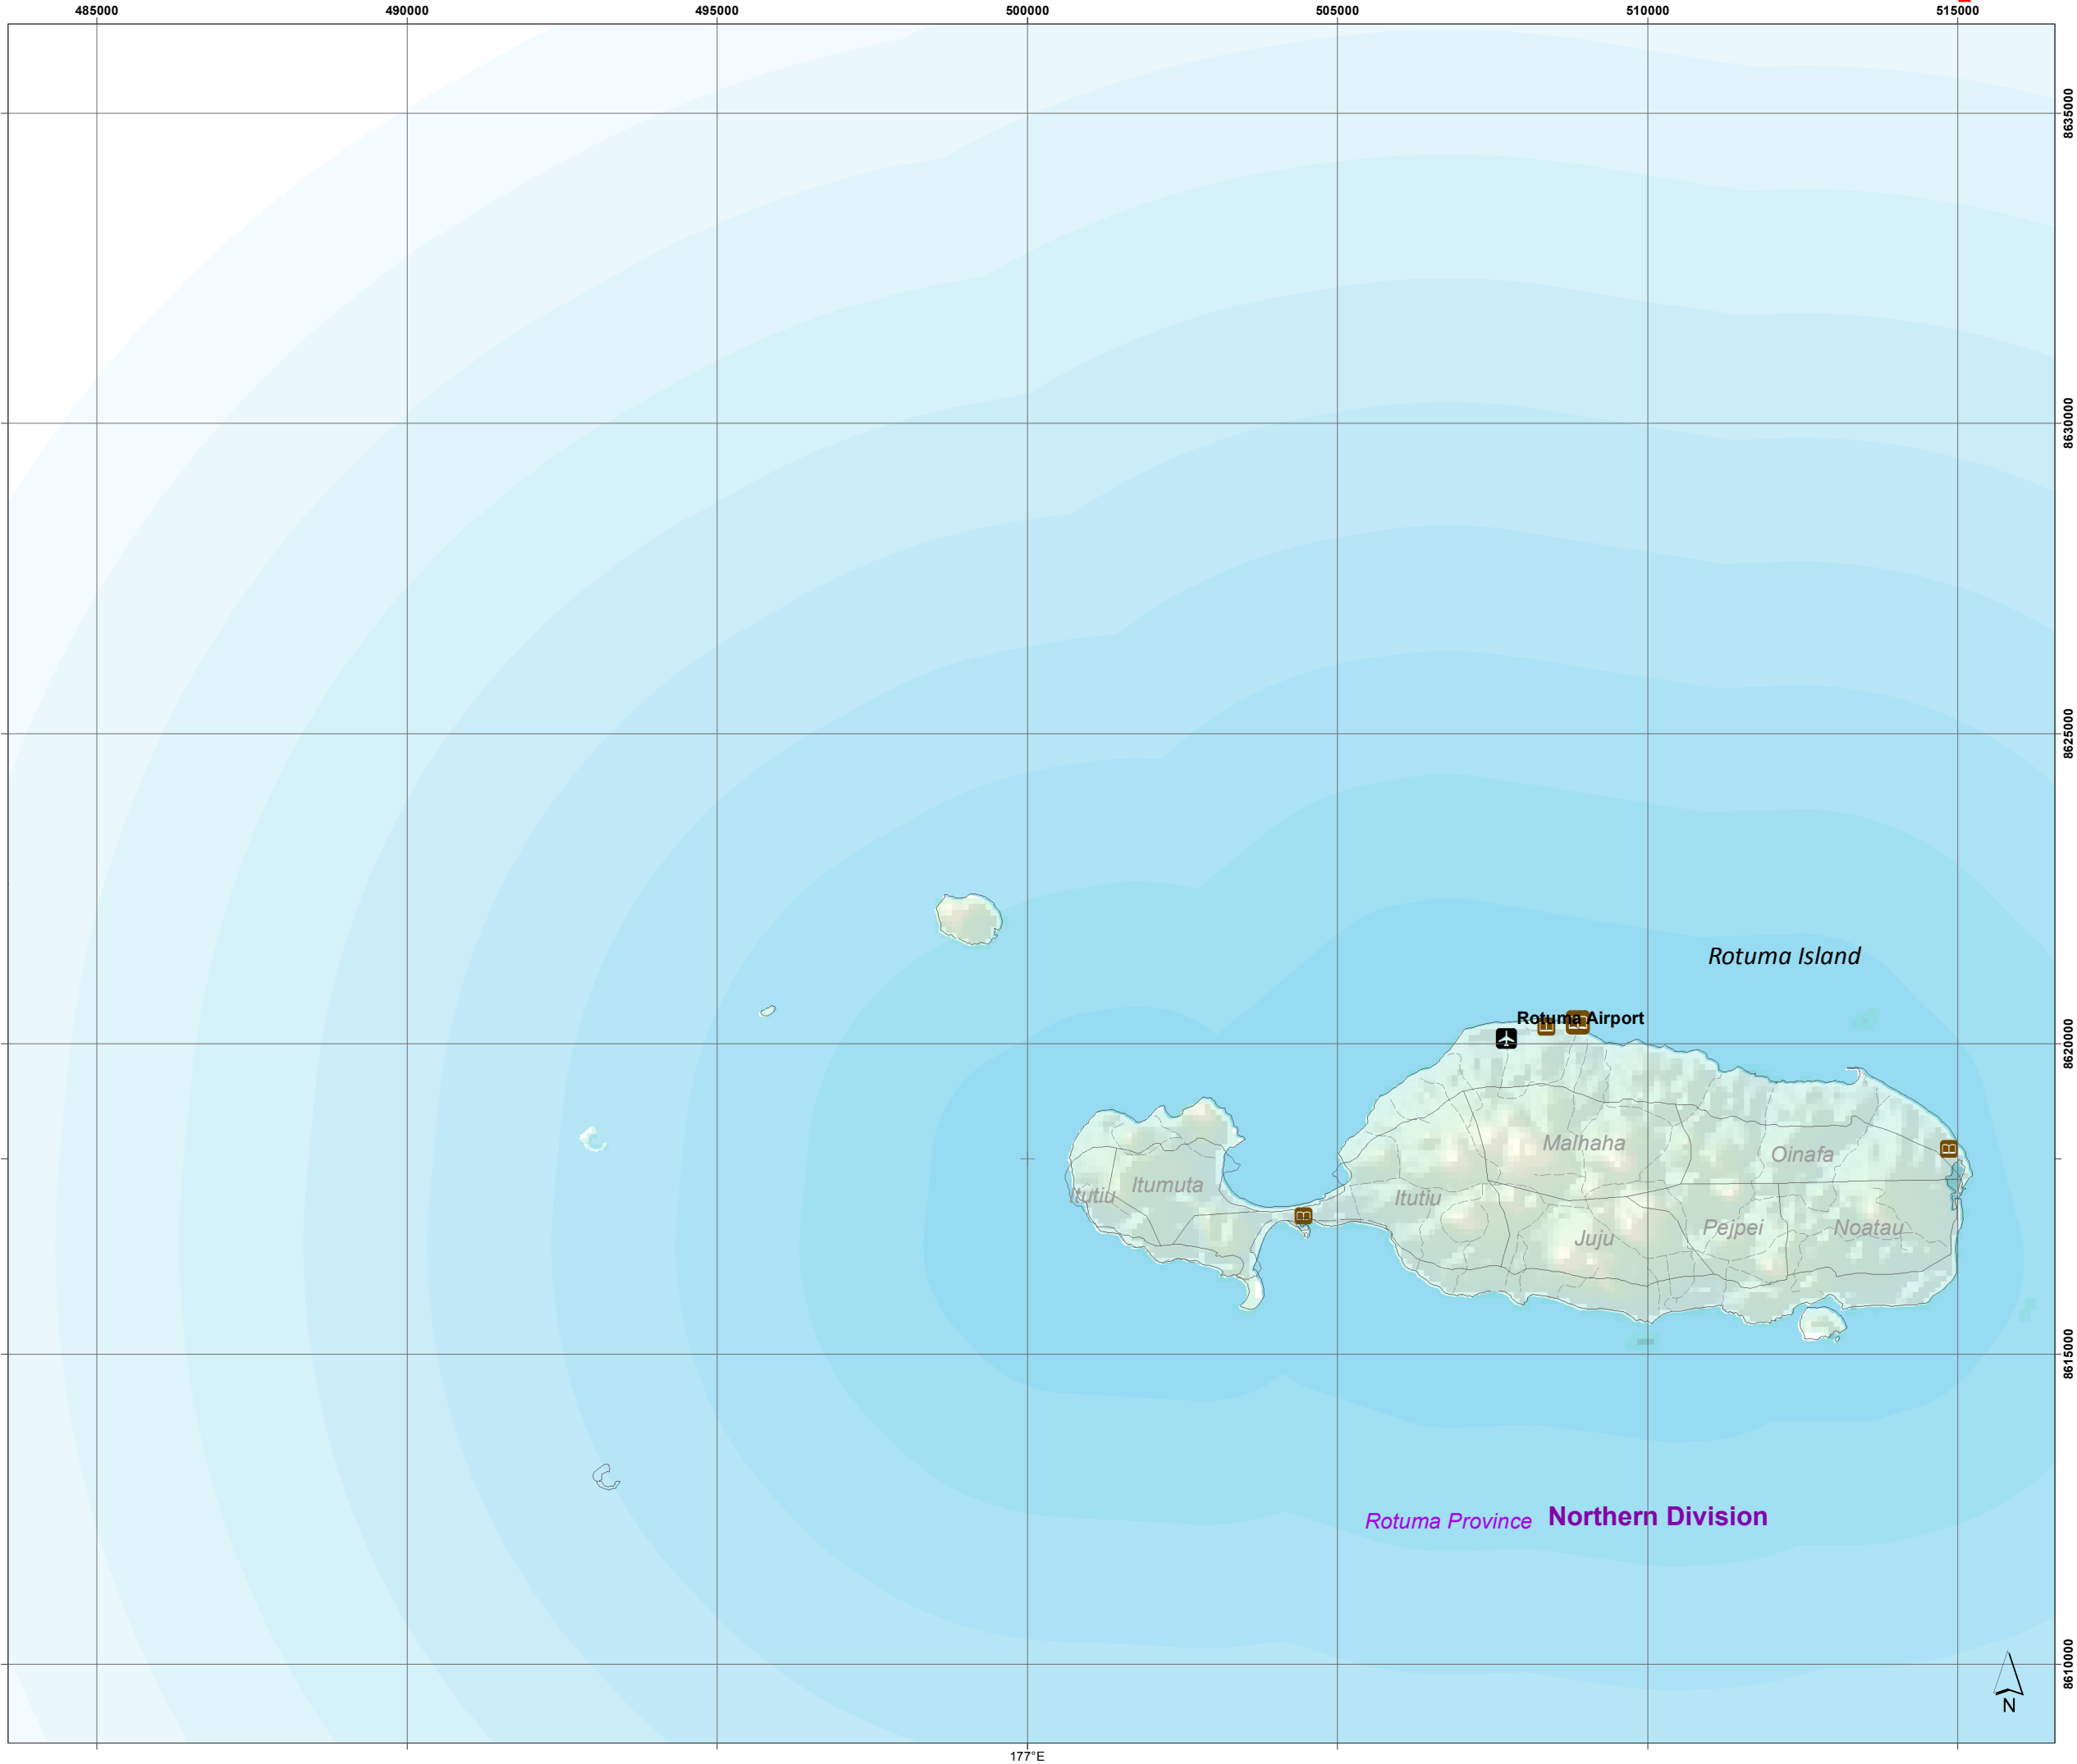 485000 490000 495000 500000 505000 510000 515000
8635000
8630000
8625000
Rotuma Island
Rotuma Airport
8620000
Malhaha
Oinafa
Itumuta
Itutiu
Itutiu
Pejpei
Noatau
Juju
8615000
Rotuma Province Northern Division
8610000
N
177°E